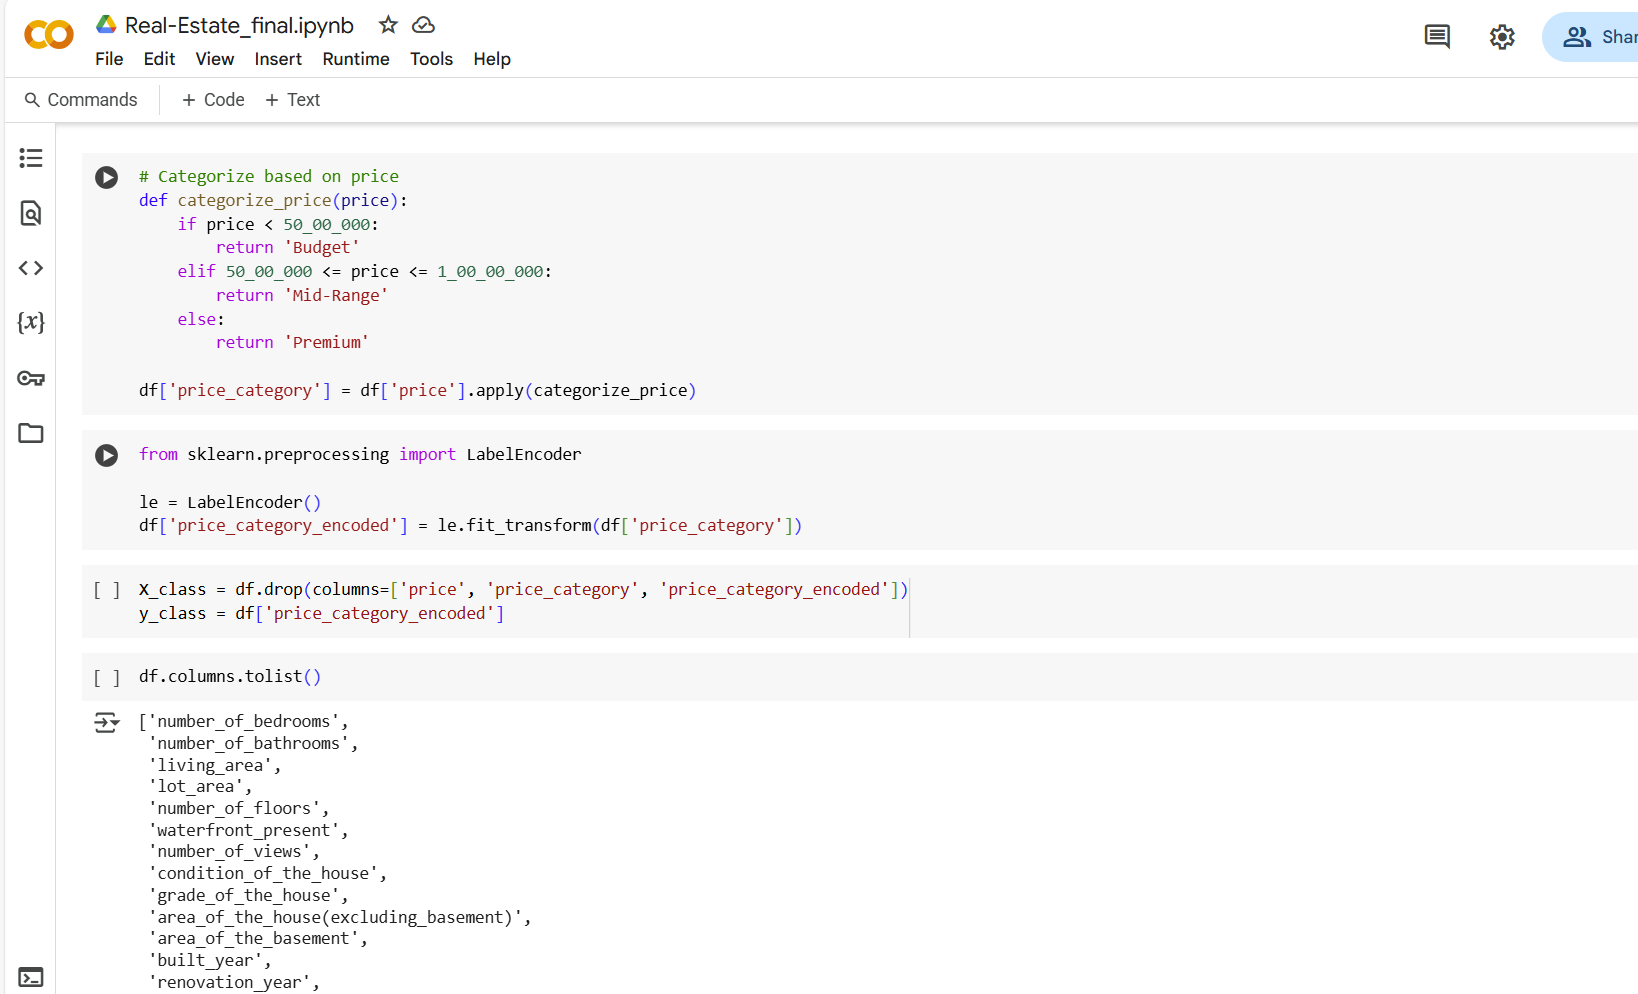 Real-Estate_final.ipynb
File Edit View Insert Runtime Tools Help
Commands + Code + Text
# Categorize based on price
def categorize_price(price):
    if price < 50_00_000:
        return 'Budget'
    elif 50_00_000 <= price <= 1_00_00_000:
        return 'Mid-Range'
    else:
        return 'Premium'
df['price_category'] = df['price'].apply(categorize_price)
from sklearn.preprocessing import LabelEncoder
le = LabelEncoder()
df['price_category_encoded'] = le.fit_transform(df['price_category'])
[ ] X_class = df.drop(columns=['price', 'price_category', 'price_category_encoded'])
y_class = df['price_category_encoded']
[ ] df.columns.tolist()
['number_of_bedrooms',
 'number_of_bathrooms',
 'living_area',
 'lot_area',
 'number_of_floors',
 'waterfront_present',
 'number_of_views',
 'condition_of_the_house',
 'grade_of_the_house',
 'area_of_the_house(excluding_basement)',
 'area_of_the_basement',
 'built_year',
 'renovation_year',